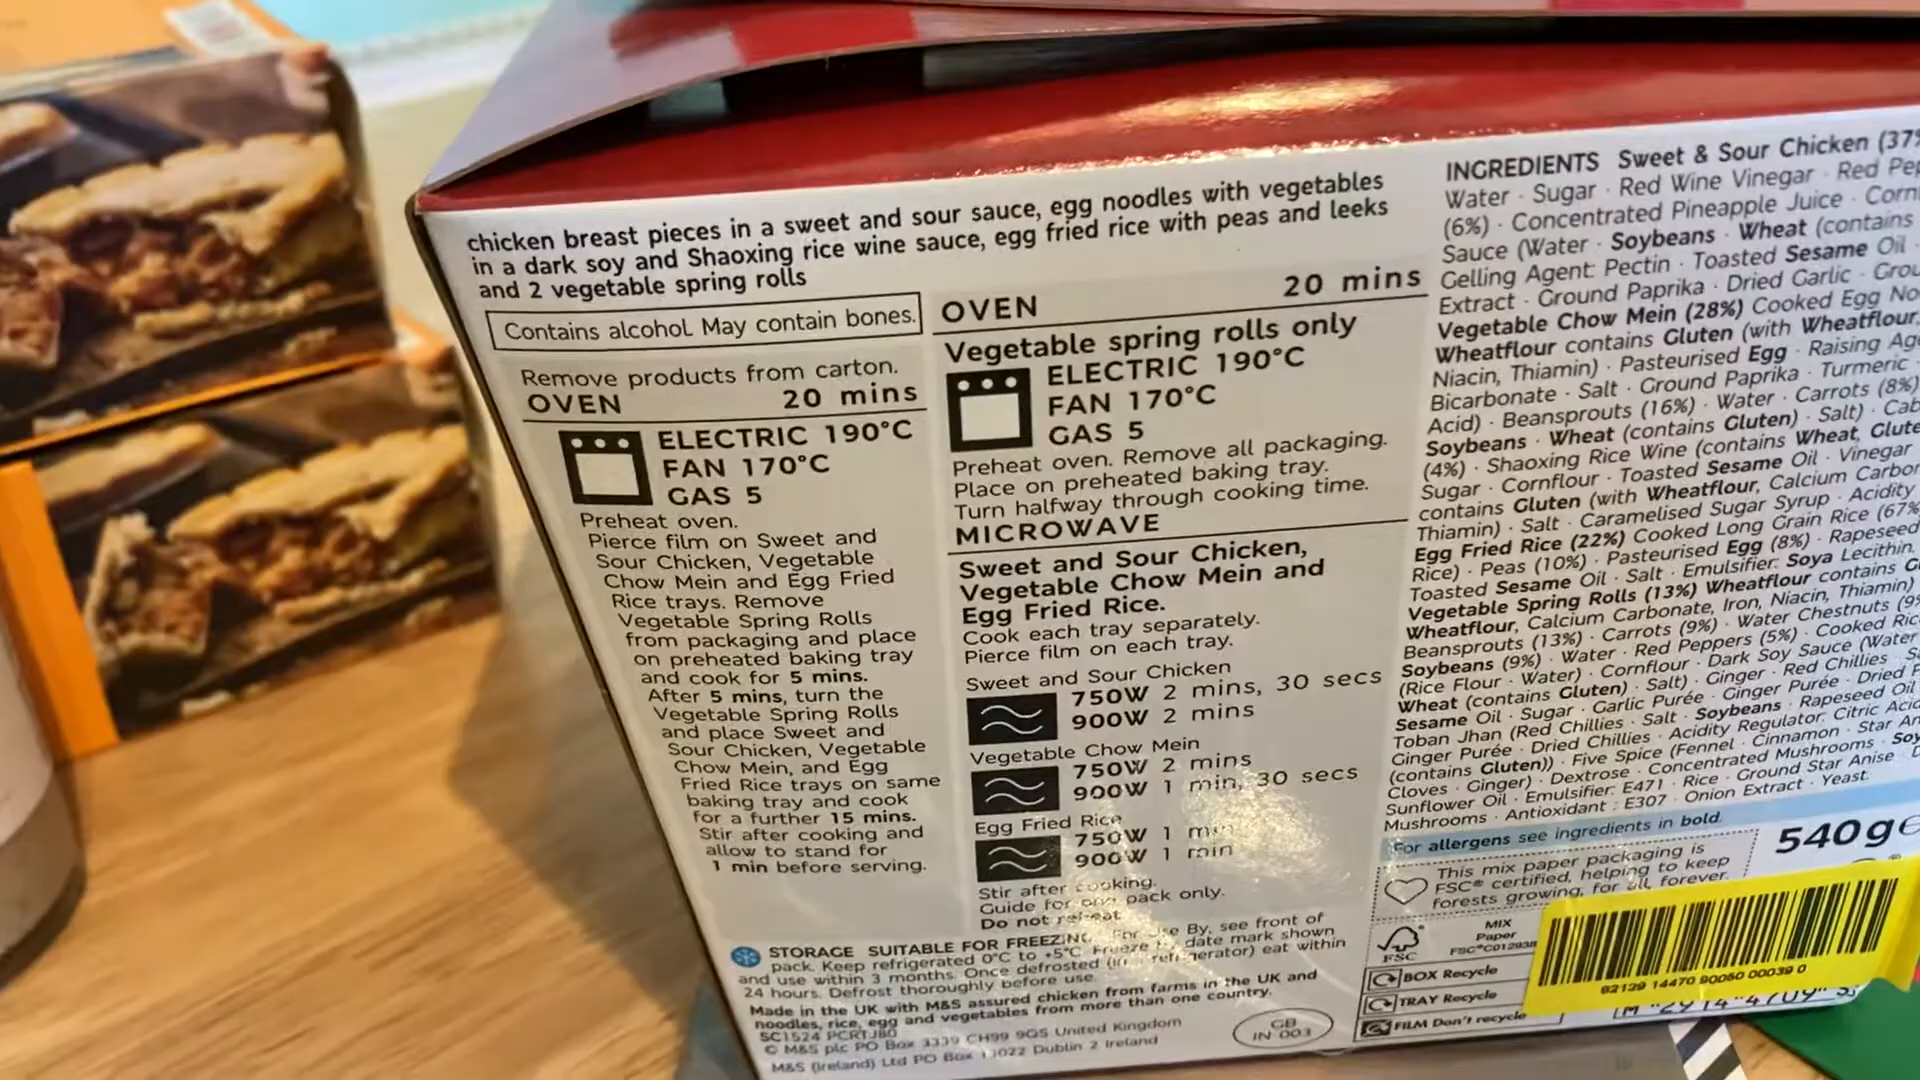 chicken breast pieces in a sweet and sour sauce, egg noodles with vegetables
in a dark soy and Shaoxing rice wine sauce, egg fried rice with peas and leeks
and 2 vegetable spring rolls
Contains alcohol. May contain bones.
Remove products from carton.
OVEN 20 mins
ELECTRIC 190°C
FAN 170°C
GAS 5
Preheat oven.
Pierce film on Sweet and
Sour Chicken, Vegetable
Chow Mein and Egg Fried
Rice trays. Remove
Vegetable Spring Rolls
from packaging and place
on preheated baking tray
and cook for 5 mins.
After 5 mins, turn the
Vegetable Spring Rolls
and place Sweet and
Sour Chicken, Vegetable
Chow Mein, and Egg
Fried Rice trays on same
baking tray and cook
for a further 15 mins.
Stir after cooking and
allow to stand for
1 min before serving.
OVEN 20 mins
Vegetable spring rolls only
ELECTRIC 190°C
FAN 170°C
GAS 5
Preheat oven. Remove all packaging.
Place on preheated baking tray.
Turn halfway through cooking time.
MICROWAVE
Sweet and Sour Chicken,
Vegetable Chow Mein and
Egg Fried Rice.
Cook each tray separately.
Pierce film on each tray.
Sweet and Sour Chicken
750W 2 mins, 30 secs
900W 2 mins
Vegetable Chow Mein
750W 2 mins
900W 1 min, 30 secs
Egg Fried Rice
750W 1 min
900W 1 min
Stir after cooking.
Guide for one pack only.
Do not reheat
STORAGE SUITABLE FOR FREEZING. For Use By, see front of
pack. Keep refrigerated 0°C to +5°C. Freeze by date mark shown
and use within 3 months. Once defrosted (in refrigerator) eat within
24 hours. Defrost thoroughly before use.
Made in the UK with M&S assured chicken from farms in the UK and
noodles, rice, egg and vegetables from more than one country.
SC1524 PCRTJB0
© M&S plc PO Box 3339 CH99 9QS United Kingdom
M&S (Ireland) Ltd PO Box 13022 Dublin 2 Ireland
GB
IN 003
INGREDIENTS Sweet & Sour Chicken (37%
Water · Sugar · Red Wine Vinegar · Red Pep
(6%) · Concentrated Pineapple Juice · Corn
Sauce (Water · Soybeans · Wheat (contains
Gelling Agent: Pectin · Toasted Sesame Oil ·
Extract · Ground Paprika · Dried Garlic · Grou
Vegetable Chow Mein (28%) Cooked Egg No
Wheatflour contains Gluten (with Wheatflour,
Niacin, Thiamin) · Pasteurised Egg · Raising Age
Bicarbonate · Salt · Ground Paprika · Turmeric ·
Acid) · Beansprouts (16%) · Water · Carrots (8%)
Soybeans · Wheat (contains Gluten) · Salt) · Cab
(4%) · Shaoxing Rice Wine (contains Wheat, Glute
Sugar · Cornflour · Toasted Sesame Oil · Vinegar
contains Gluten (with Wheatflour, Calcium Carbon
Thiamin) · Salt · Caramelised Sugar Syrup · Acidity
Egg Fried Rice (22%) Cooked Long Grain Rice (67%
Rice) · Peas (10%) · Pasteurised Egg (8%) · Rapeseed
Toasted Sesame Oil · Salt · Emulsifier: Soya Lecithin.
Vegetable Spring Rolls (13%) Wheatflour contains G
Wheatflour, Calcium Carbonate, Iron, Niacin, Thiamin)
Beansprouts (13%) · Carrots (9%) · Water Chestnuts (9%
Soybeans (9%) · Water · Red Peppers (5%) · Cooked Ric
(Rice Flour · Water) · Cornflour · Dark Soy Sauce (Water
Wheat (contains Gluten) · Salt) · Ginger · Red Chillies · S
Sesame Oil · Sugar · Garlic Purée · Ginger Purée · Dried
Toban Jhan (Red Chillies · Salt · Soybeans · Rapeseed Oil
Ginger Purée · Dried Chillies · Acidity Regulator: Citric Acid
(contains Gluten)) · Five Spice (Fennel · Cinnamon · Star An
Cloves · Ginger) · Dextrose · Concentrated Mushrooms · Soy
Sunflower Oil · Emulsifier: E471 · Rice · Ground Star Anise ·
Mushrooms · Antioxidant : E307 · Onion Extract · Yeast.
For allergens see ingredients in bold.
540g e
This mix paper packaging is
FSC® certified, helping to keep
forests growing, for all, forever.
FSC
MIX
Paper
BOX Recycle
TRAY Recycle
FILM Don't recycle
02129 14470 90050 00039 0